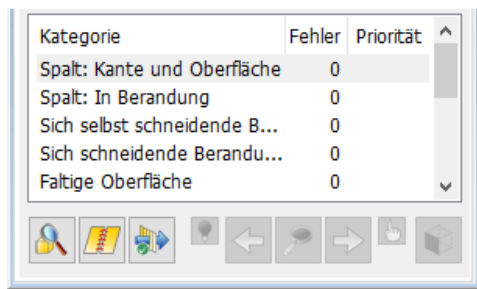 Kategorie Fehler Priorität
Spalt: Kante und Oberfläche 0
Spalt: In Berandung 0
Sich selbst schneidende B... 0
Sich schneidende Berandu... 0
Faltige Oberfläche 0